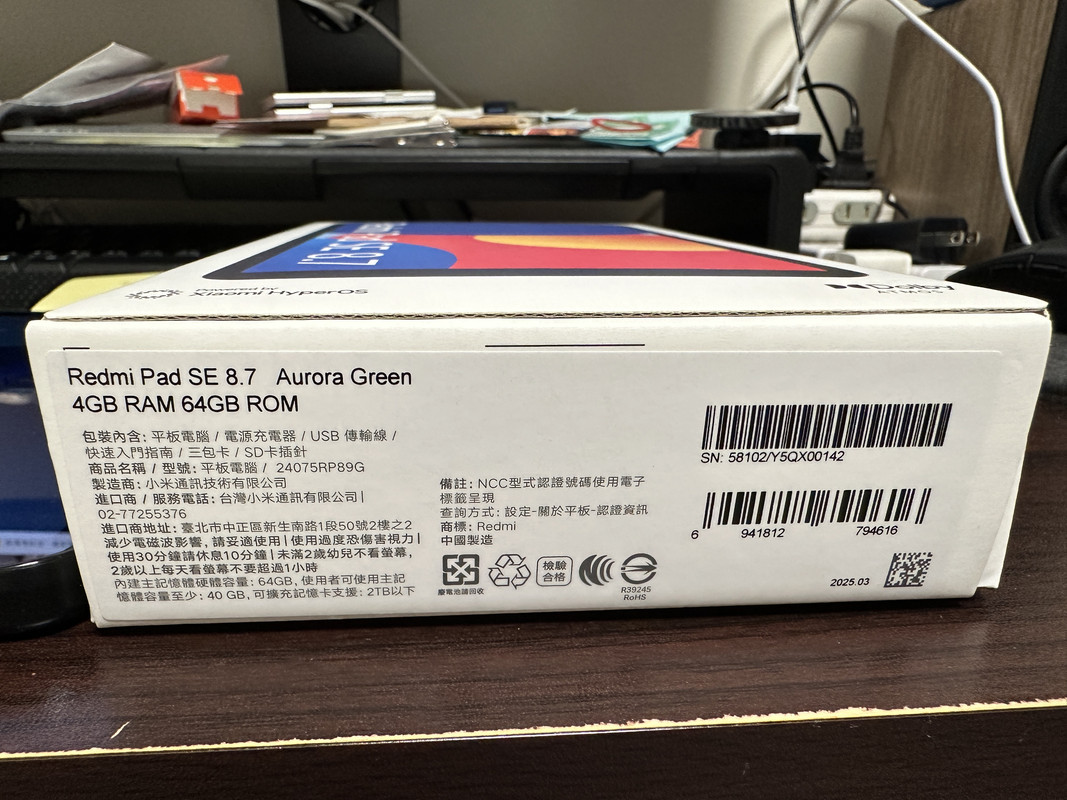 SE 8.7
Powered by
Xiaomi HyperOS
Dolby
ATMOS
Redmi Pad SE 8.7 Aurora Green
4GB RAM 64GB ROM
包裝內含: 平板電腦 / 電源充電器 / USB 傳輸線 /
快速入門指南 / 三包卡 / SD卡插針
商品名稱 / 型號: 平板電腦 / 24075RP89G
製造商: 小米通訊技術有限公司
進口商 / 服務電話: 台灣小米通訊有限公司 |
02-77255376
進口商地址: 臺北市中正區新生南路1段50號2樓之2
減少電磁波影響, 請妥適使用 | 使用過度恐傷害視力 |
使用30分鐘請休息10分鐘 | 未滿2歲幼兒不看螢幕,
2歲以上每天看螢幕不要超過1小時
內建主記憶體硬體容量: 64GB, 使用者可使用主記
憶體容量至少: 40 GB, 可擴充記憶卡支援: 2TB以下
備註: NCC型式認證號碼使用電子
標籤呈現
查詢方式: 設定-關於平板-認證資訊
商標: Redmi
中國製造
廢電池請回收
檢驗
合格
R39245
RoHS
SN: 58102/Y5QX00142
6 941812 794616
2025.03